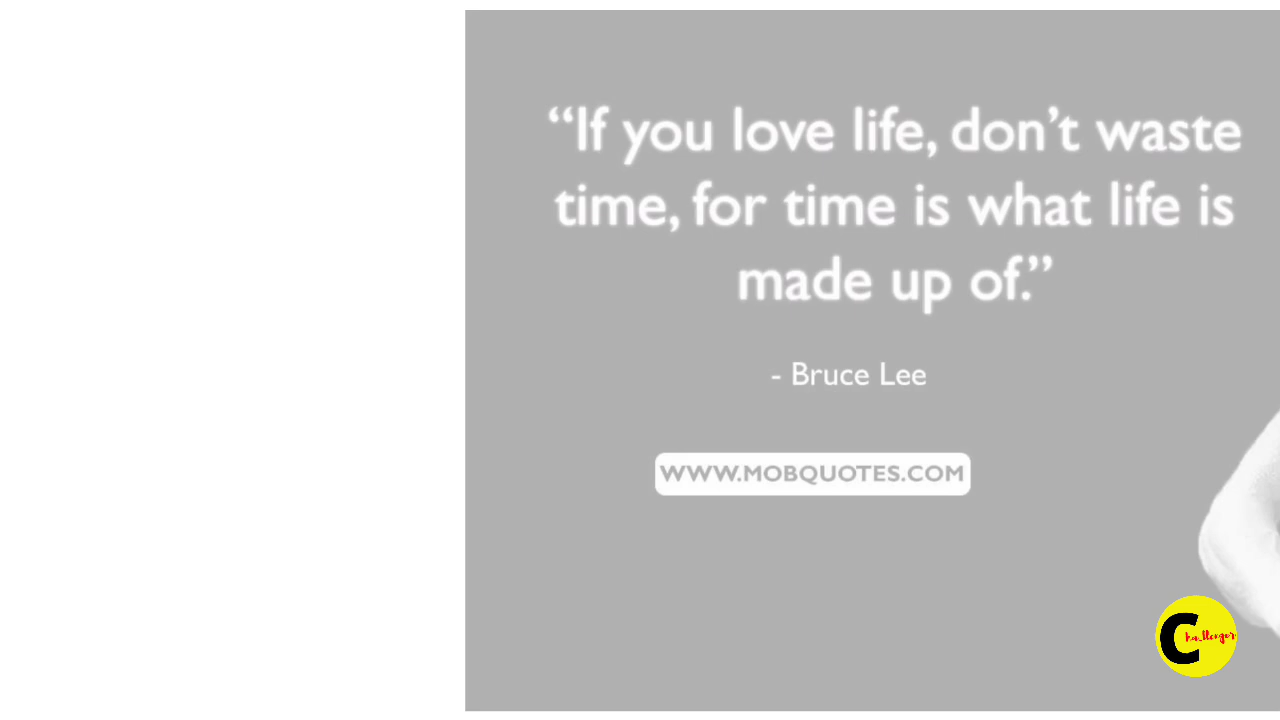 “If you love life, don’t waste
time, for time is what life is
made up of.”
- Bruce Lee
WWW.MOBQUOTES.COM
Challenger